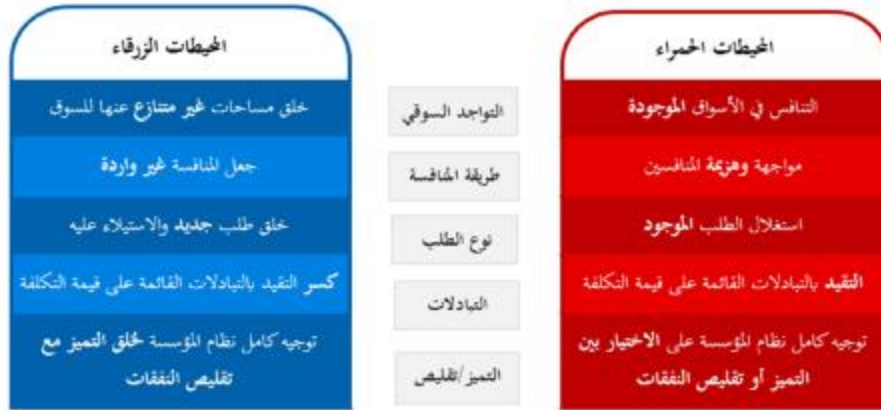 المحيطات الحمراء
التنافس في الأسواق الموجودة
مواجهة وهزيمة المنافسين
استغلال الطلب الموجود
التقيد بالتبادلات القائمة على قيمة التكلفة
توجيه كامل نظام المؤسسة على الاختيار بين
التميز أو تقليص النفقات
التواجد السوقي
طريقة المنافسة
نوع الطلب
التبادلات
التميز/تقليص
المحيطات الزرقاء
خلق مساحات غير متنازع عنها للسوق
جعل المنافسة غير واردة
خلق طلب جديد والاستيلاء عليه
كسر التقيد بالتبادلات القائمة على قيمة التكلفة
توجيه كامل نظام المؤسسة لخلق التميز مع
تقليص النفقات